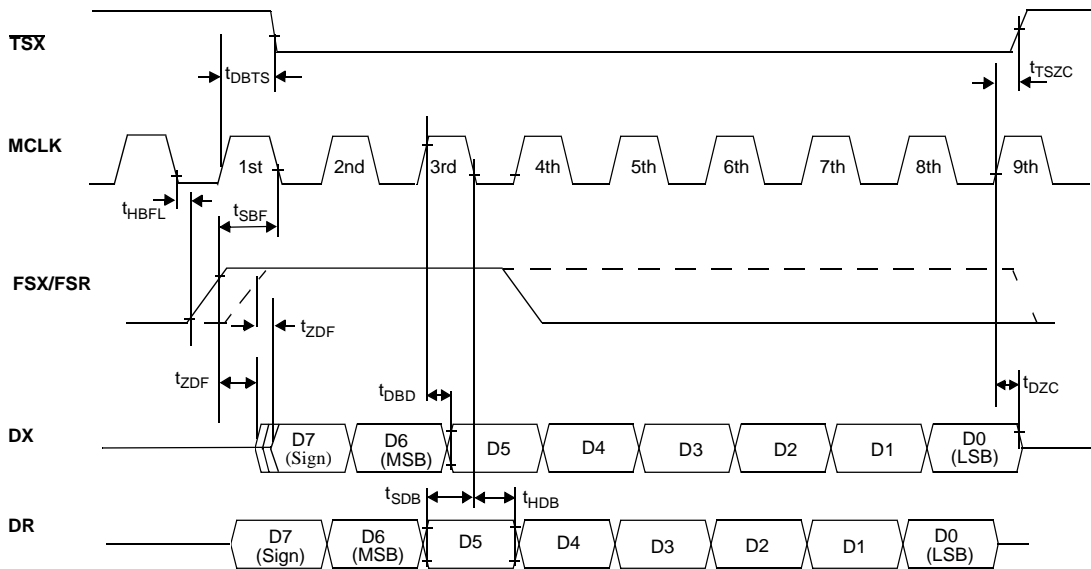 TSX
tDBTS
tTSZC
MCLK
1st 2nd 3rd 4th 5th 6th 7th 8th 9th
tHBFL
tSBF
FSX/FSR
tZDF
tZDF
tDBD
tDZC
DX
D7 (Sign)
D6 (MSB)
D5 D4 D3 D2 D1
D0 (LSB)
tSDB
tHDB
DR
D7 (Sign)
D6 (MSB)
D5 D4 D3 D2 D1
D0 (LSB)